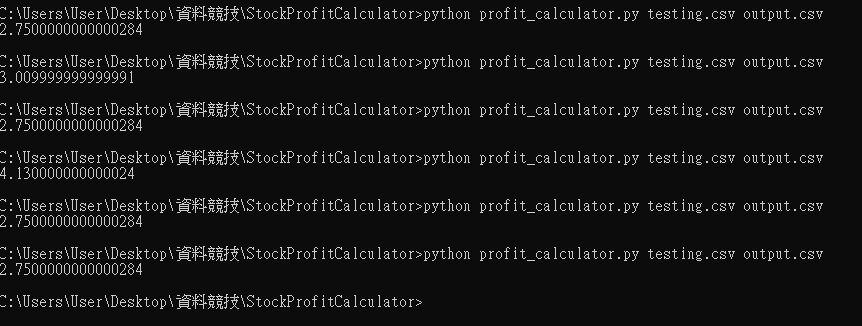 C:\Users\User\Desktop\資料競技\StockProfitCalculator>python profit_calculator.py testing.csv output.csv
2.7500000000000284
C:\Users\User\Desktop\資料競技\StockProfitCalculator>python profit_calculator.py testing.csv output.csv
3.009999999999991
C:\Users\User\Desktop\資料競技\StockProfitCalculator>python profit_calculator.py testing.csv output.csv
2.7500000000000284
C:\Users\User\Desktop\資料競技\StockProfitCalculator>python profit_calculator.py testing.csv output.csv
4.130000000000024
C:\Users\User\Desktop\資料競技\StockProfitCalculator>python profit_calculator.py testing.csv output.csv
2.7500000000000284
C:\Users\User\Desktop\資料競技\StockProfitCalculator>python profit_calculator.py testing.csv output.csv
2.7500000000000284
C:\Users\User\Desktop\資料競技\StockProfitCalculator>